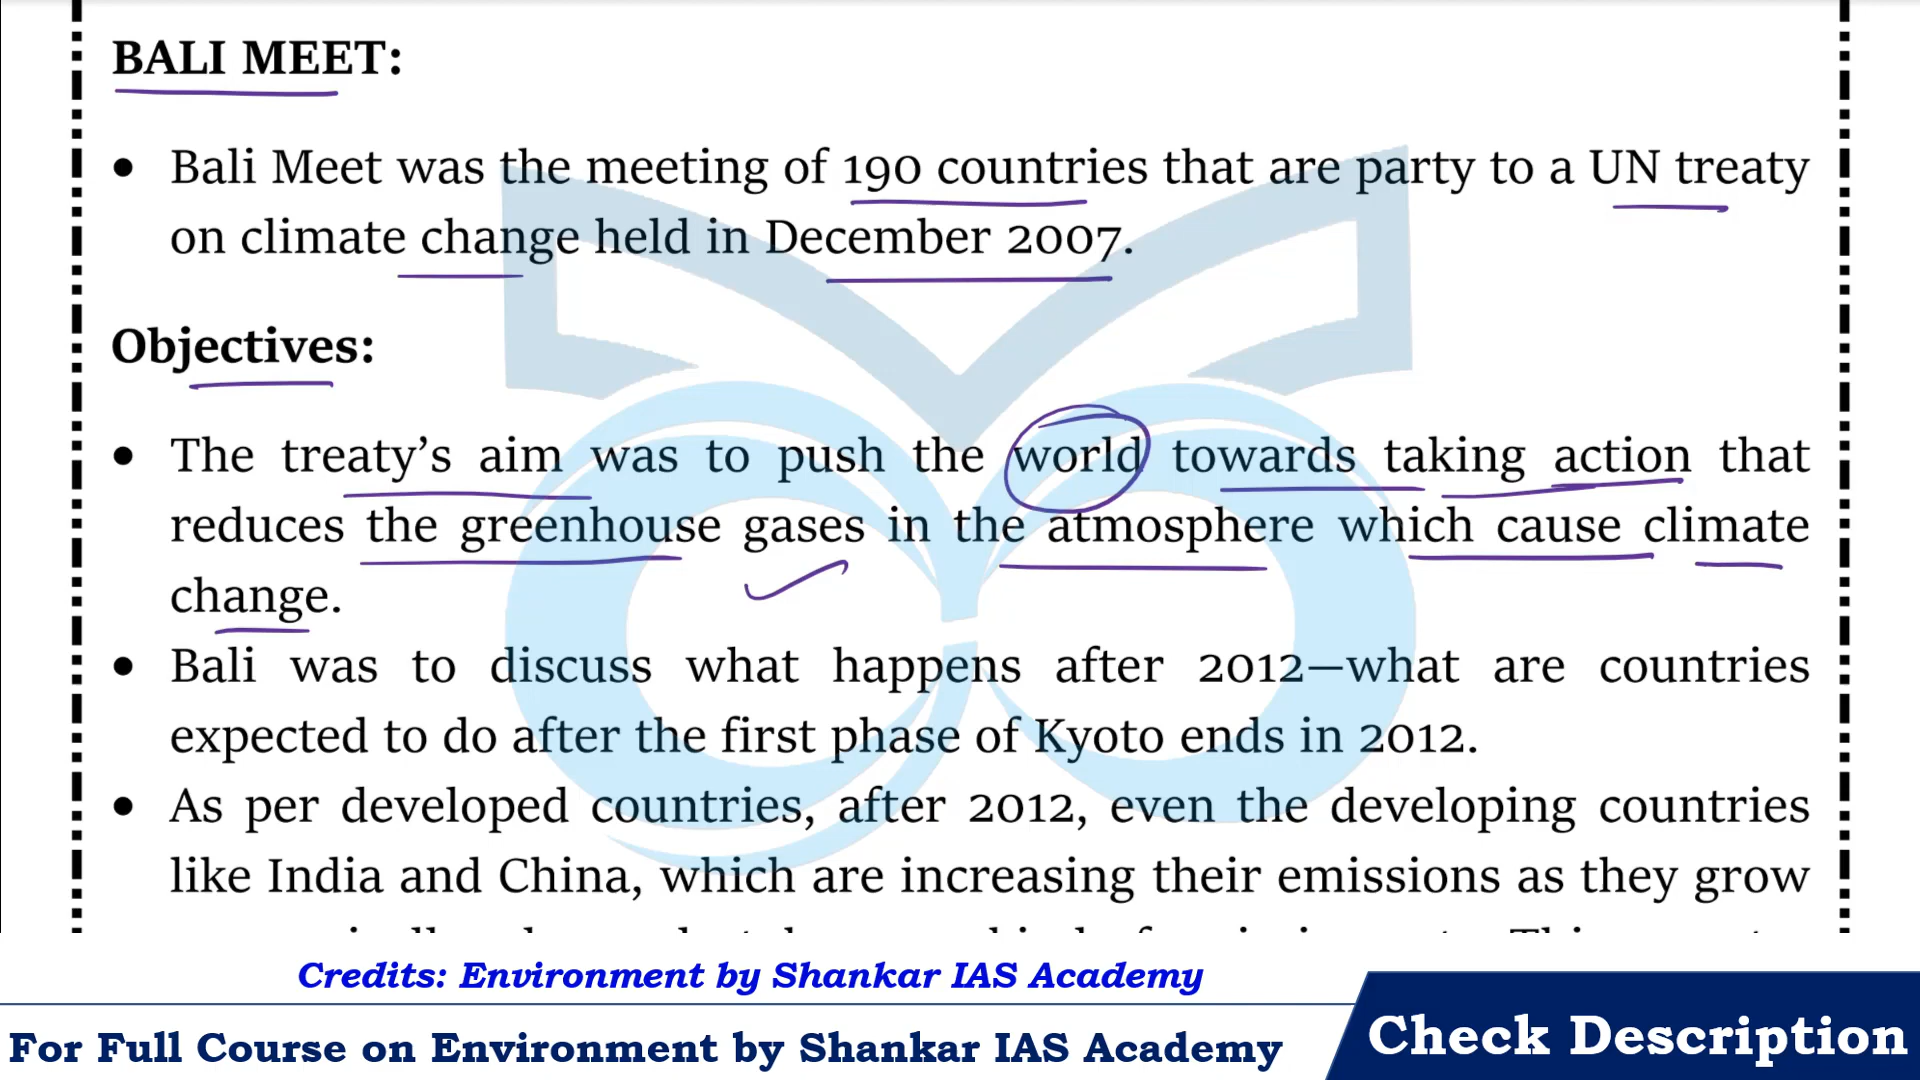 BALI MEET:
• Bali Meet was the meeting of 190 countries that are party to a UN treaty
on climate change held in December 2007.
Objectives:
• The treaty’s aim was to push the world towards taking action that
reduces the greenhouse gases in the atmosphere which cause climate
change.
• Bali was to discuss what happens after 2012—what are countries
expected to do after the first phase of Kyoto ends in 2012.
• As per developed countries, after 2012, even the developing countries
like India and China, which are increasing their emissions as they grow
Credits: Environment by Shankar IAS Academy
For Full Course on Environment by Shankar IAS Academy
Check Description